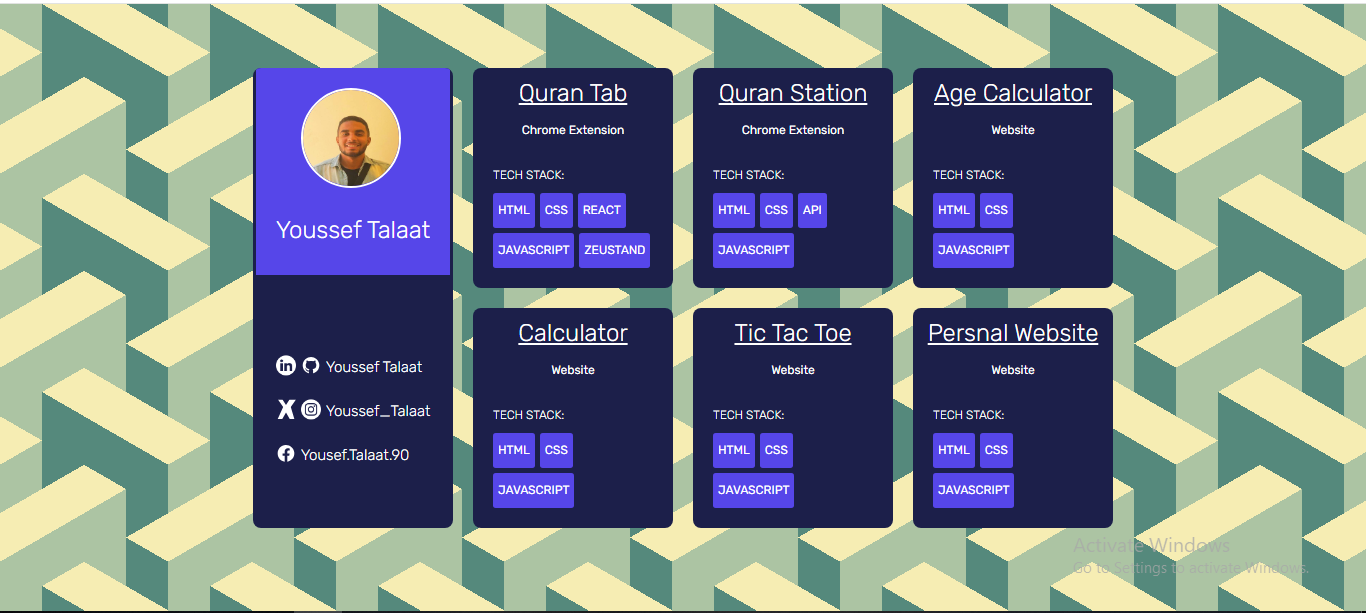 Youssef Talaat
Youssef Talaat
Youssef_Talaat
Yousef.Talaat.90
Quran Tab
Chrome Extension
TECH STACK:
HTML CSS REACT
JAVASCRIPT ZEUSTAND
Quran Station
Chrome Extension
TECH STACK:
HTML CSS API
JAVASCRIPT
Age Calculator
Website
TECH STACK:
HTML CSS
JAVASCRIPT
Calculator
Website
TECH STACK:
HTML CSS
JAVASCRIPT
Tic Tac Toe
Website
TECH STACK:
HTML CSS
JAVASCRIPT
Persnal Website
Website
TECH STACK:
HTML CSS
JAVASCRIPT
Activate Windows
Go to Settings to activate Windows.